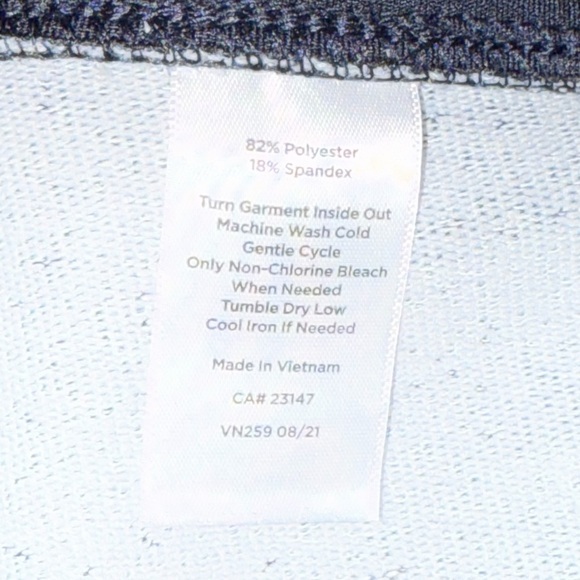 82% Polyester
18% Spandex
Turn Garment Inside Out
Machine Wash Cold
Gentle Cycle
Only Non-Chlorine Bleach
When Needed
Tumble Dry Low
Cool Iron If Needed
Made In Vietnam
CA# 23147
VN259 08/21